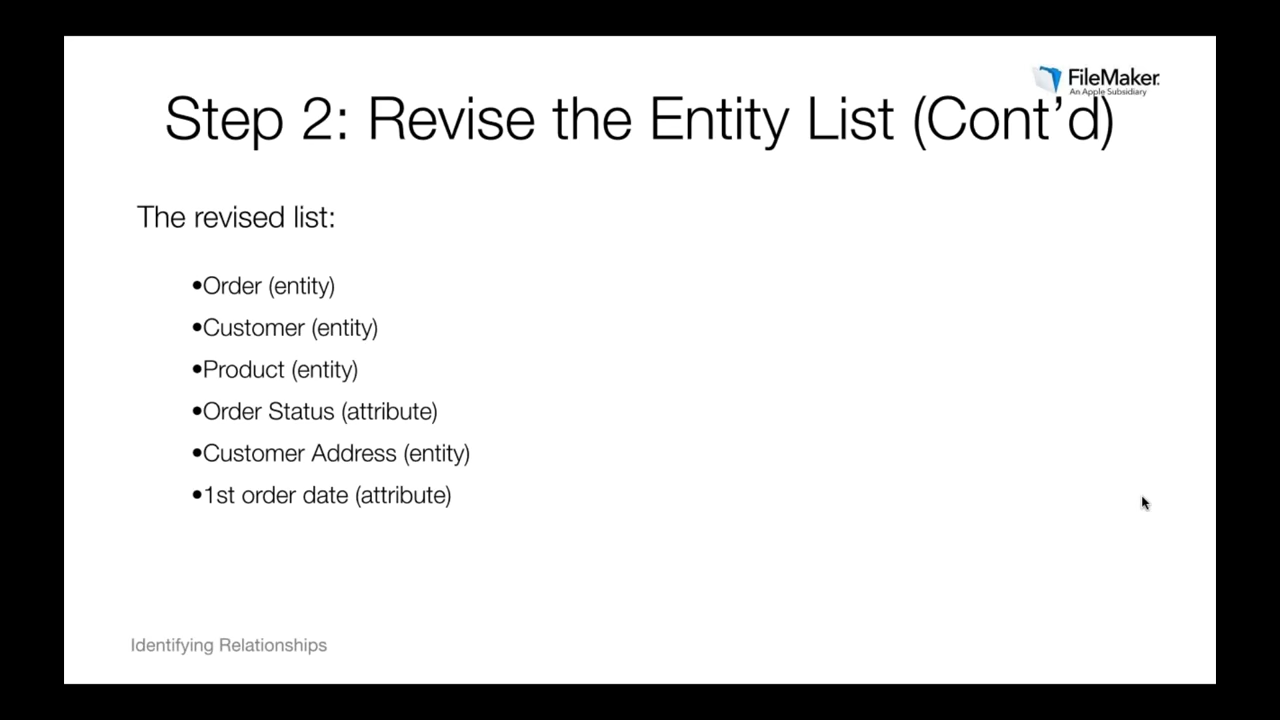 FileMaker.
An Apple Subsidiary
Step 2: Revise the Entity List (Cont’d)
The revised list:
•Order (entity)
•Customer (entity)
•Product (entity)
•Order Status (attribute)
•Customer Address (entity)
•1st order date (attribute)
Identifying Relationships